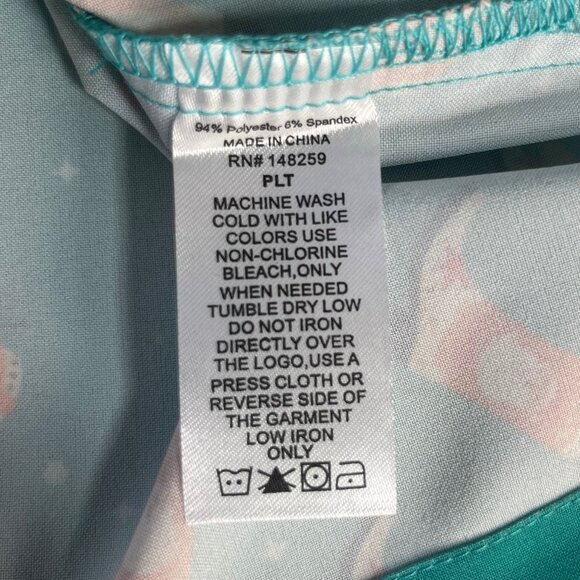 94% Polyester 6% Spandex
MADE IN CHINA
RN# 148259
PLT
MACHINE WASH
COLD WITH LIKE
COLORS USE
NON-CHLORINE
BLEACH,ONLY
WHEN NEEDED
TUMBLE DRY LOW
DO NOT IRON
DIRECTLY OVER
THE LOGO,USE A
PRESS CLOTH OR
REVERSE SIDE OF
THE GARMENT
LOW IRON
ONLY